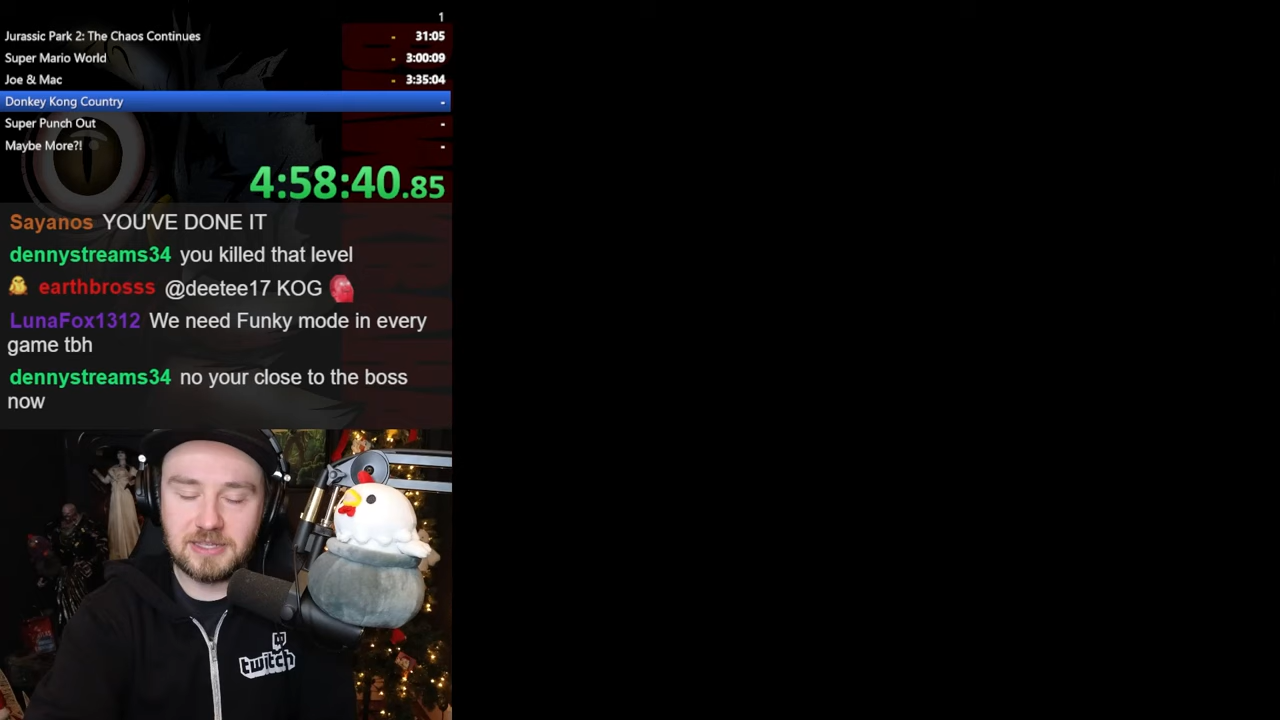 1
Jurassic Park 2: The Chaos Continues - 31:05
Super Mario World - 3:00:09
Joe & Mac - 3:35:04
Donkey Kong Country -
Super Punch Out -
Maybe More?! -
4:58:40.85
Sayanos YOU'VE DONE IT
dennystreams34 you killed that level
earthbrosss @deetee17 KOG
LunaFox1312 We need Funky mode in every
game tbh
dennystreams34 no your close to the boss
now
twitch